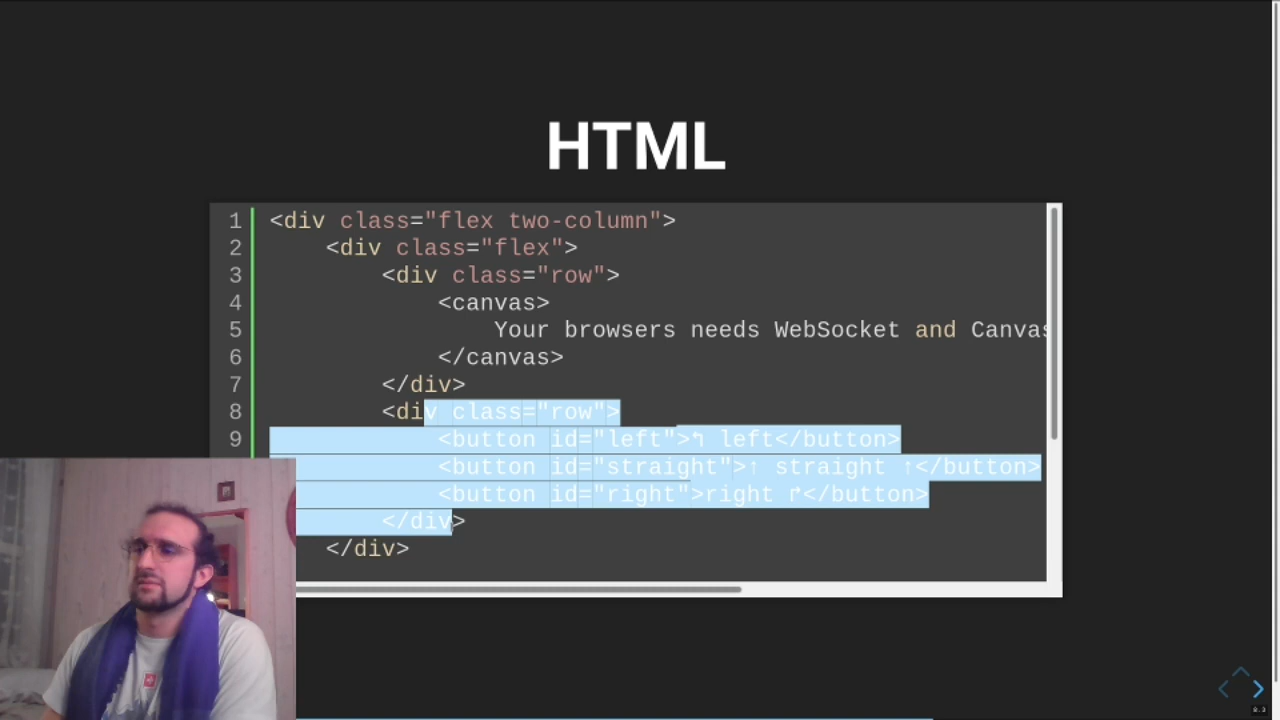 HTML
1 <div class="flex two-column">
2     <div class="flex">
3         <div class="row">
4             <canvas>
5                 Your browsers needs WebSocket and Canvas
6             </canvas>
7         </div>
8         <div class="row">
9             <button id="left">↰ left</button>
            <button id="straight">↑ straight ↑</button>
            <button id="right">right ↱</button>
        </div>
    </div>
8.3